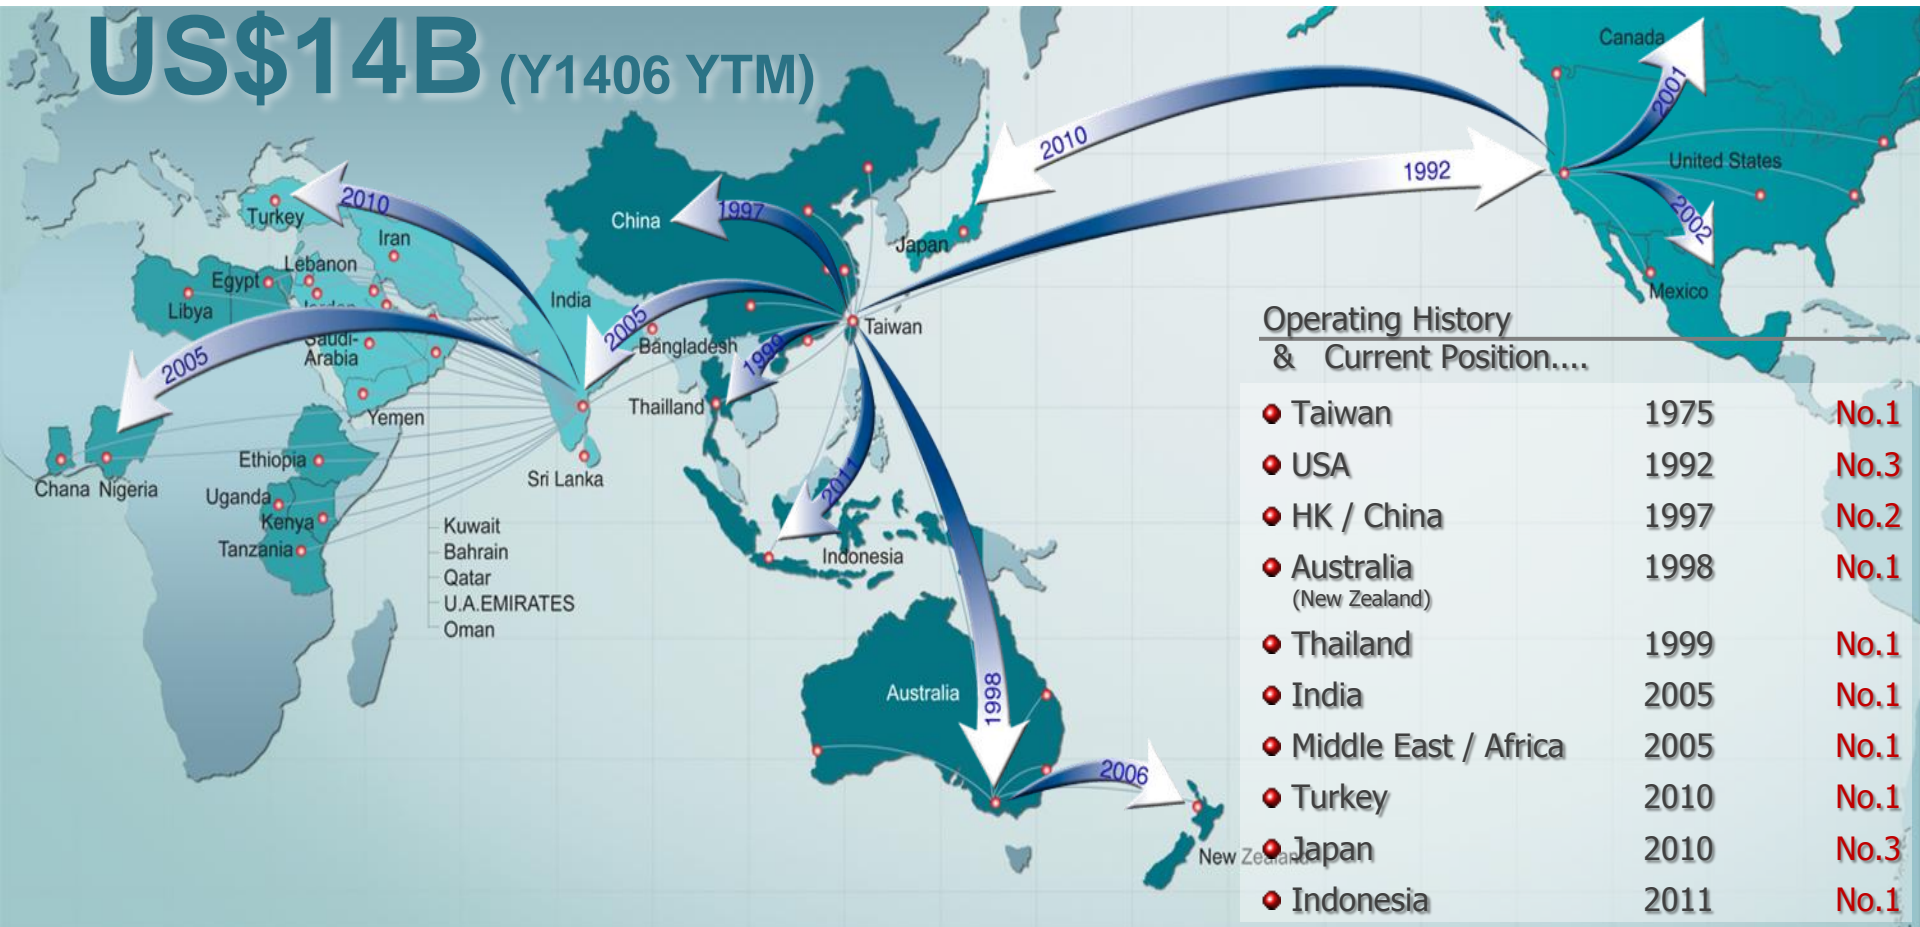 US$14B (Y1406 YTM)
Canada
2001
2010
1992
United States
2002
Mexico
2010
Turkey
Iran
Lebanon
Egypt
Libya
Saudi-
Arabia
Yemen
2005
China
1997
India
2005
Bangladesh
1999
Taiwan
Japan
Thailland
Sri Lanka
2011
Indonesia
Chana Nigeria
Ethiopia
Uganda
Kenya
Tanzania
Kuwait
Bahrain
Qatar
U.A.EMIRATES
Oman
Australia
1998
2006
New Zealand
Operating History
& Current Position....
Taiwan 1975 No.1
USA 1992 No.3
HK / China 1997 No.2
Australia 1998 No.1
(New Zealand)
Thailand 1999 No.1
India 2005 No.1
Middle East / Africa 2005 No.1
Turkey 2010 No.1
Japan 2010 No.3
Indonesia 2011 No.1